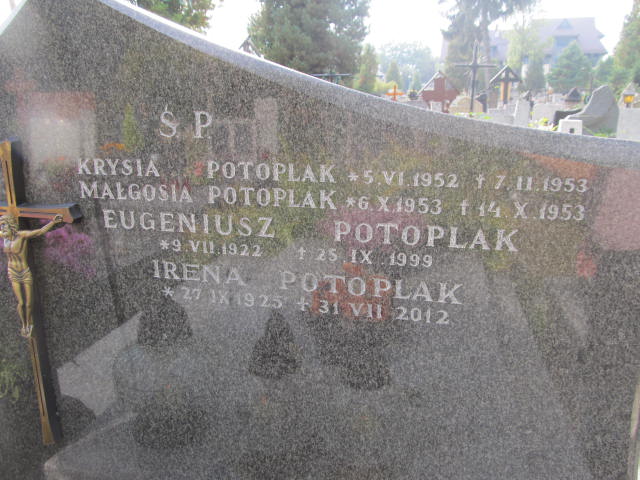 Ś P
KRYSIA POTOPLAK * 5. VI 1952 † 7. II. 1953
MAŁGOSIA POTOPLAK * 6 X. 1953 † 14. X. 1953
EUGENIUSZ POTOPLAK
* 9. VII. 1922 † 25. IX. 1999
IRENA POTOPLAK
* 27 IX 1925 † 31 VII 2012